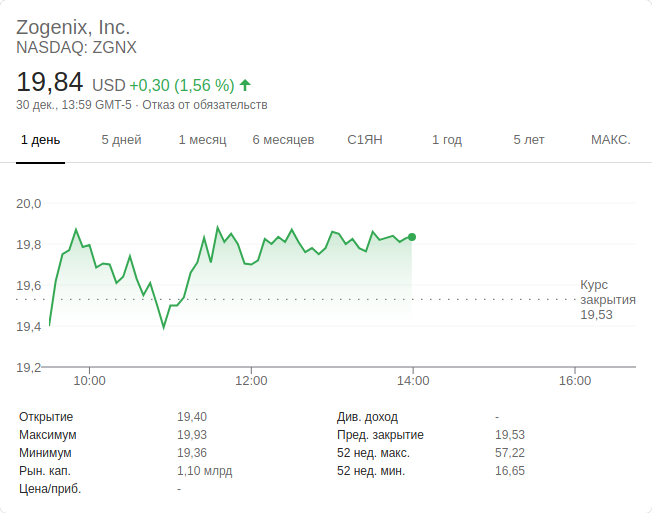 Zogenix, Inc.
NASDAQ: ZGNX
19,84 USD +0,30 (1,56 %)
30 дек., 13:59 GMT-5 · Отказ от обязательств
1 день 5 дней 1 месяц 6 месяцев С1ЯН 1 год 5 лет МАКС.
20,0
19,8
19,6
19,4
19,2
Курс
закрытия
19,53
10:00 12:00 14:00 16:00
Открытие 19,40 Див. доход -
Максимум 19,93 Пред. закрытие 19,53
Минимум 19,36 52 нед. макс. 57,22
Рын. кап. 1,10 млрд 52 нед. мин. 16,65
Цена/приб. -